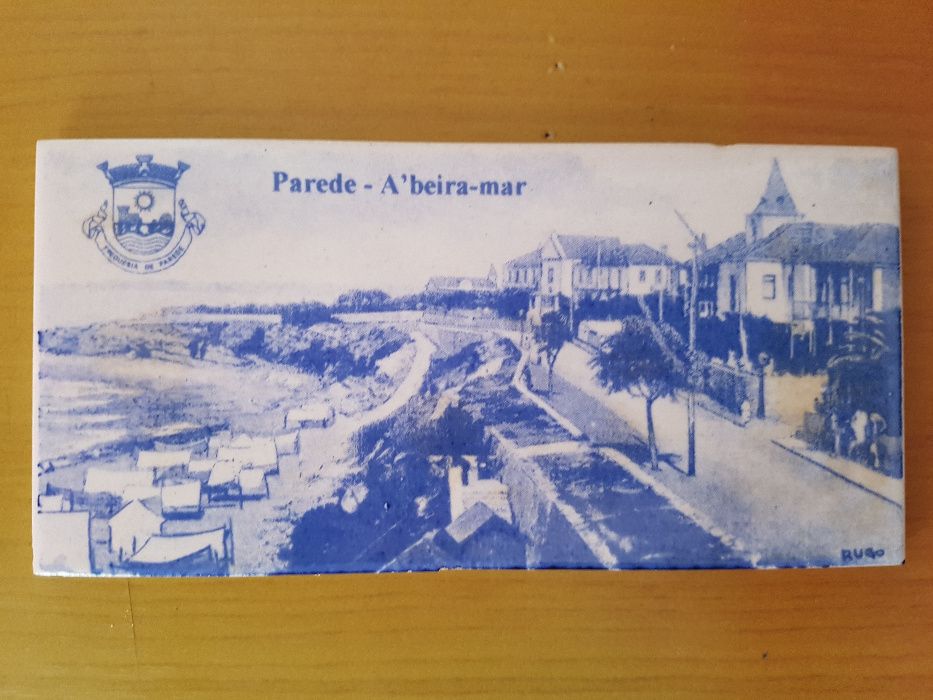 Parede - A'beira-mar
FREGUESIA DE PAREDE
RUGO